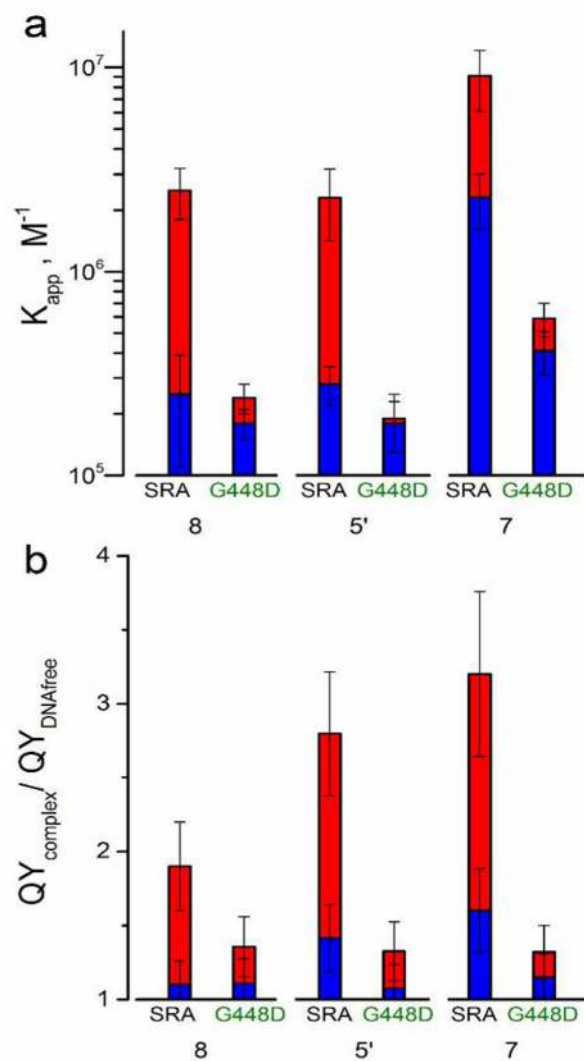 a
10⁷
10⁶
10⁵
K_app , M⁻¹
SRA G448D SRA G448D SRA G448D
8 5' 7
b
4
3
2
1
QY_complex / QY_DNAfree
SRA G448D SRA G448D SRA G448D
8 5' 7